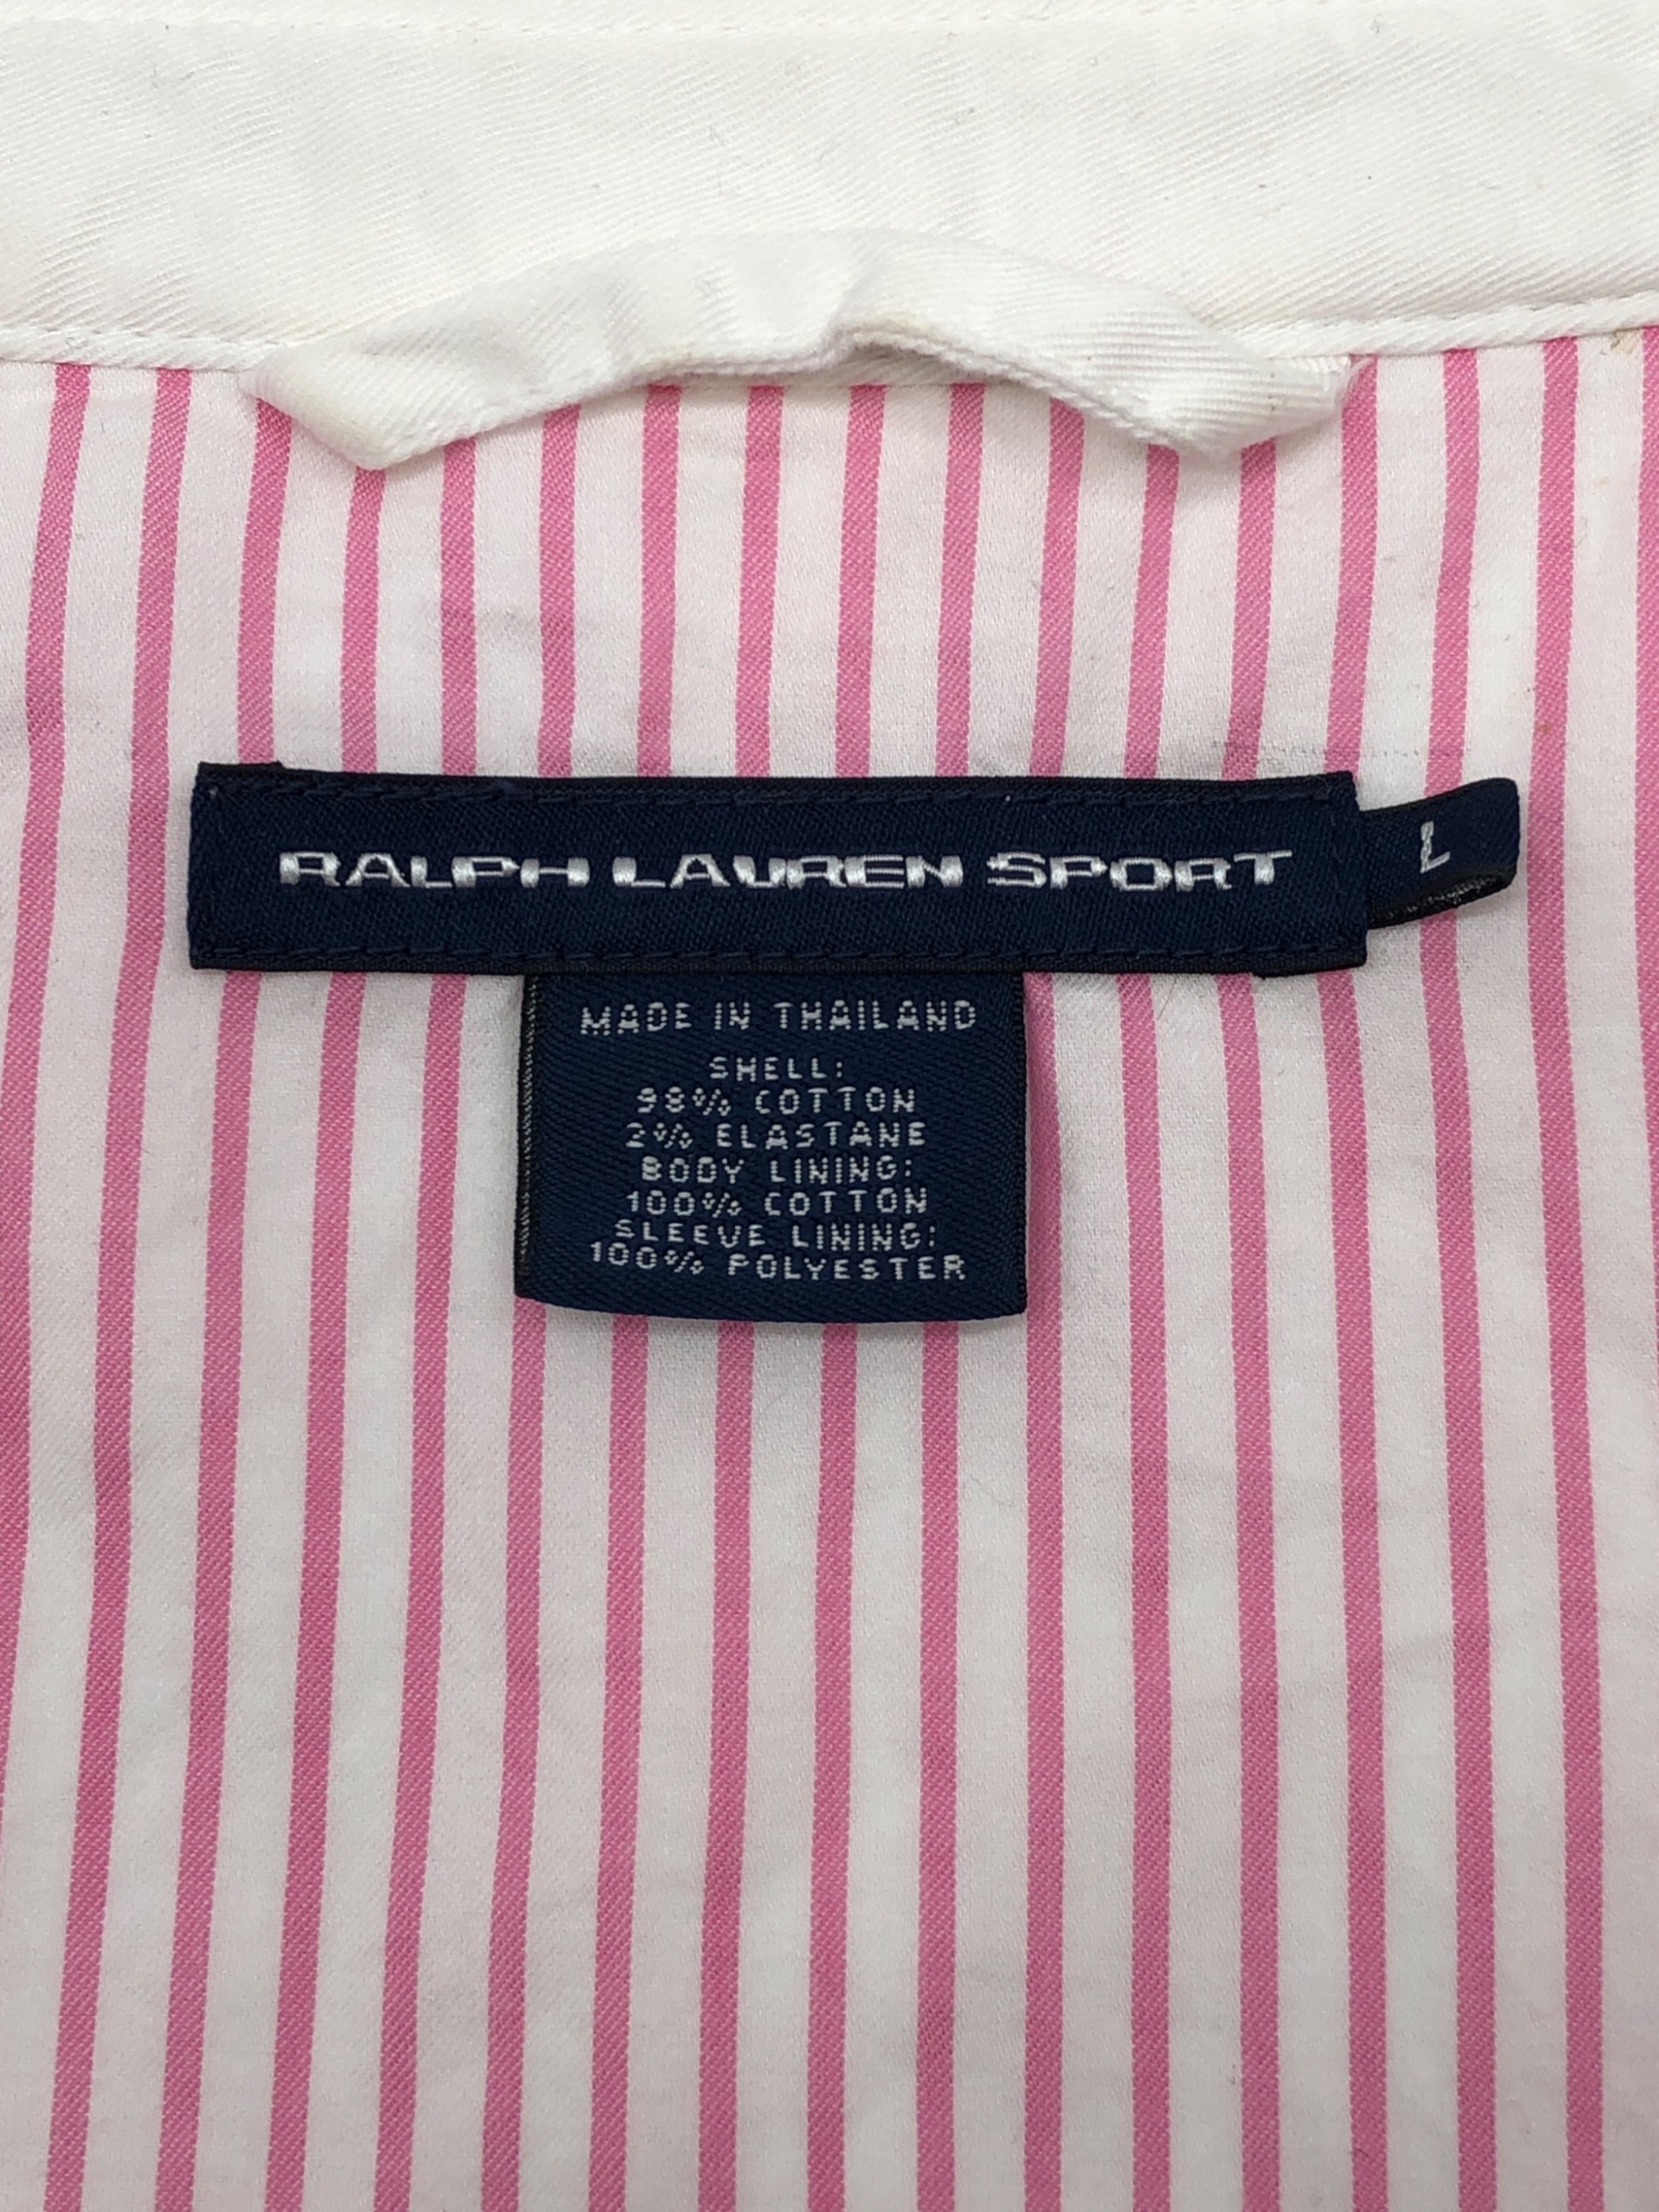 RALPH LAUREN SPORT
L
MADE IN THAILAND
SHELL:
98% COTTON
2% ELASTANE
BODY LINING:
100% COTTON
SLEEVE LINING:
100% POLYESTER